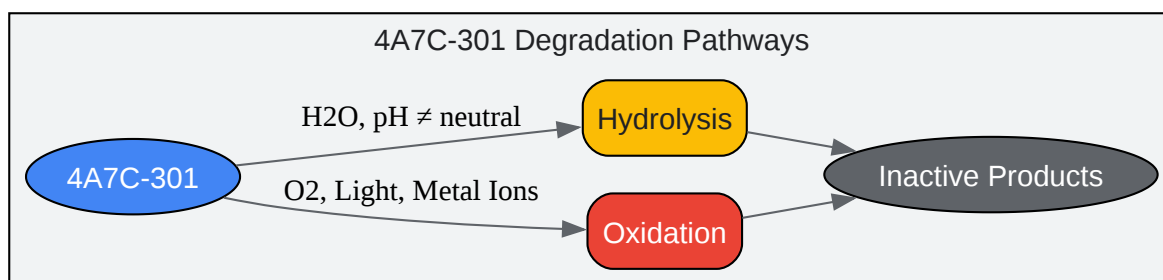 4A7C-301 Degradation Pathways
H2O, pH ≠ neutral
Hydrolysis
4A7C-301
Inactive Products
O2, Light, Metal Ions
Oxidation